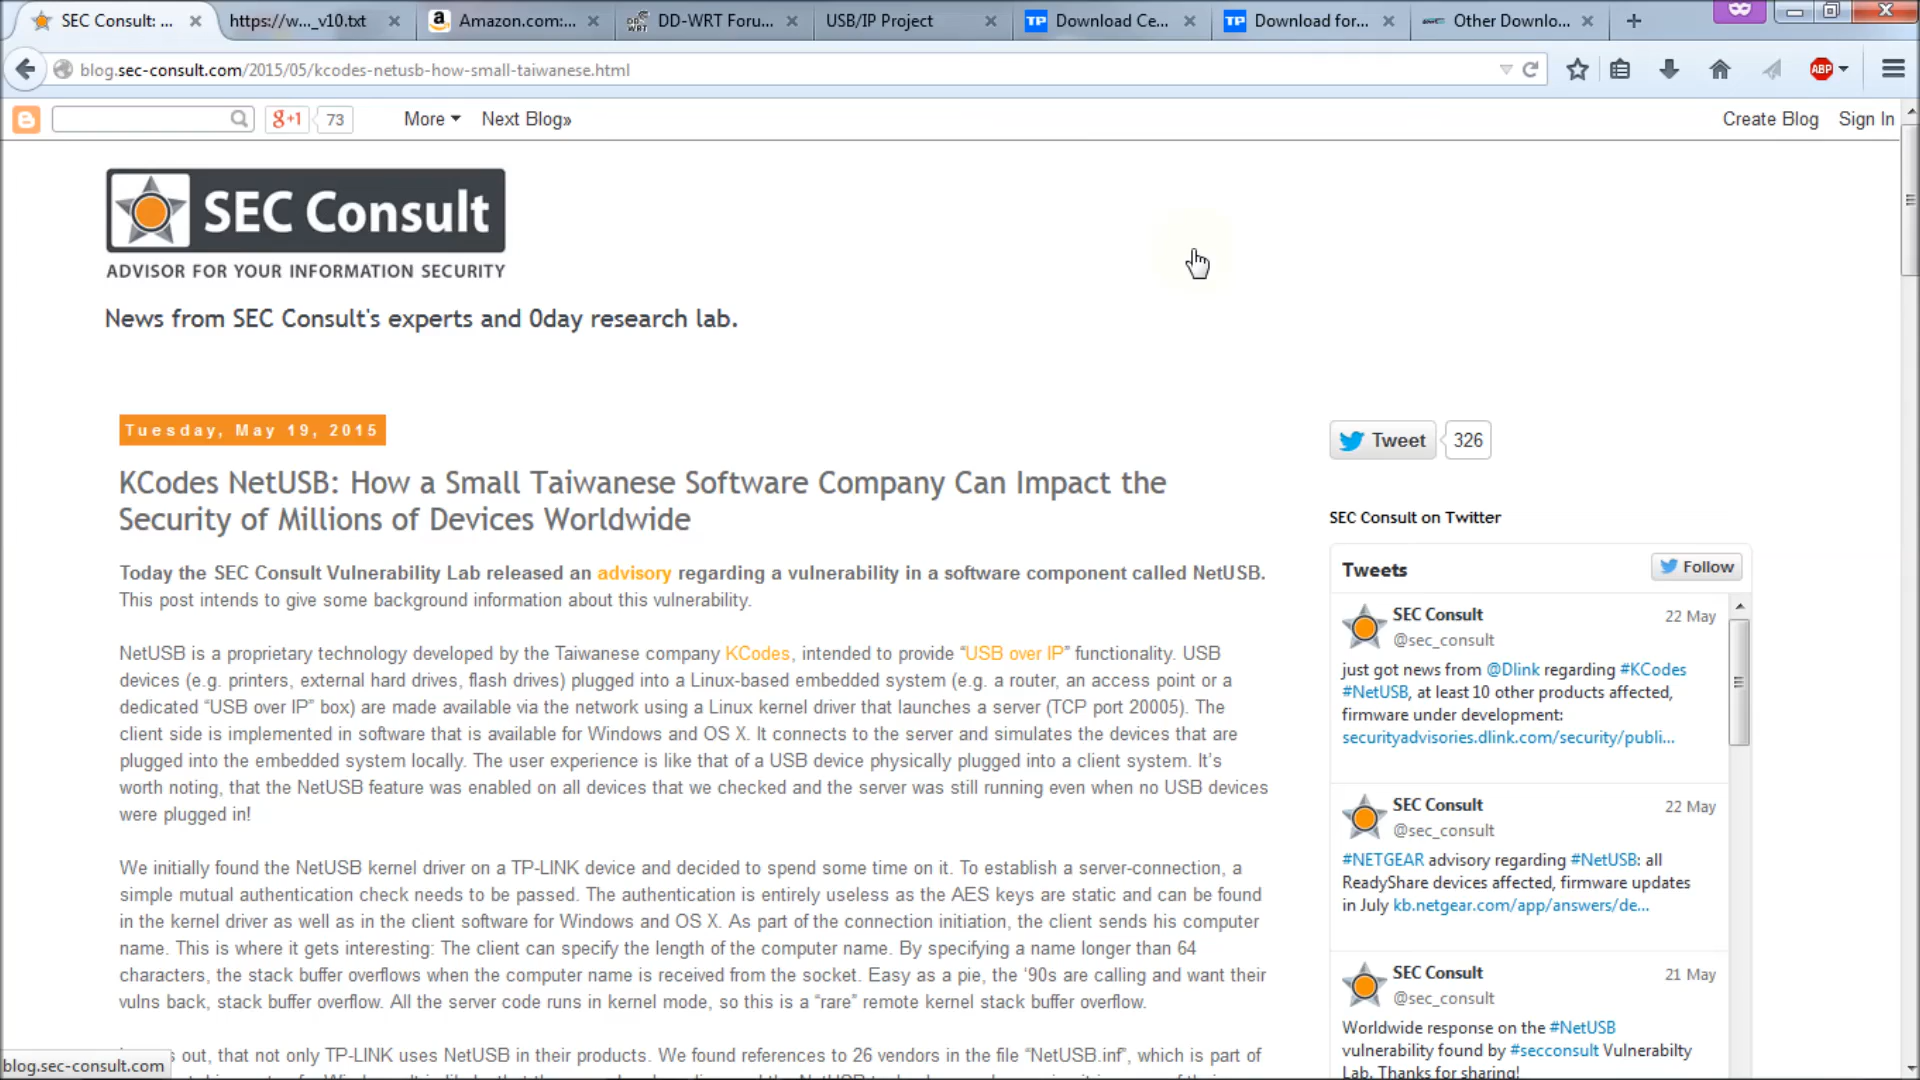 SEC Consult: ...
https://w..._v10.txt
Amazon.com:...
DD-WRT Foru...
USB/IP Project
Download Ce...
Download for...
Other Downlo...
blog.sec-consult.com/2015/05/kcodes-netusb-how-small-taiwanese.html
ABP
g+1
73
More
Next Blog»
Create Blog
Sign In
SEC Consult
ADVISOR FOR YOUR INFORMATION SECURITY
News from SEC Consult's experts and 0day research lab.
Tuesday, May 19, 2015
KCodes NetUSB: How a Small Taiwanese Software Company Can Impact the
Security of Millions of Devices Worldwide
Today the SEC Consult Vulnerability Lab released an advisory regarding a vulnerability in a software component called NetUSB.
This post intends to give some background information about this vulnerability.
NetUSB is a proprietary technology developed by the Taiwanese company KCodes, intended to provide “USB over IP” functionality. USB
devices (e.g. printers, external hard drives, flash drives) plugged into a Linux-based embedded system (e.g. a router, an access point or a
dedicated “USB over IP” box) are made available via the network using a Linux kernel driver that launches a server (TCP port 20005). The
client side is implemented in software that is available for Windows and OS X. It connects to the server and simulates the devices that are
plugged into the embedded system locally. The user experience is like that of a USB device physically plugged into a client system. It’s
worth noting, that the NetUSB feature was enabled on all devices that we checked and the server was still running even when no USB devices
were plugged in!
We initially found the NetUSB kernel driver on a TP-LINK device and decided to spend some time on it. To establish a server-connection, a
simple mutual authentication check needs to be passed. The authentication is entirely useless as the AES keys are static and can be found
in the kernel driver as well as in the client software for Windows and OS X. As part of the connection initiation, the client sends his computer
name. This is where it gets interesting: The client can specify the length of the computer name. By specifying a name longer than 64
characters, the stack buffer overflows when the computer name is received from the socket. Easy as a pie, the ‘90s are calling and want their
vulns back, stack buffer overflow. All the server code runs in kernel mode, so this is a “rare” remote kernel stack buffer overflow.
s out, that not only TP-LINK uses NetUSB in their products. We found references to 26 vendors in the file “NetUSB.inf”, which is part of
Tweet
326
SEC Consult on Twitter
Tweets
Follow
SEC Consult
22 May
@sec_consult
just got news from @Dlink regarding #KCodes
#NetUSB, at least 10 other products affected,
firmware under development:
securityadvisories.dlink.com/security/publi...
SEC Consult
22 May
@sec_consult
#NETGEAR advisory regarding #NetUSB: all
ReadyShare devices affected, firmware updates
in July kb.netgear.com/app/answers/de...
SEC Consult
21 May
@sec_consult
Worldwide response on the #NetUSB
vulnerability found by #secconsult Vulnerabilty
Lab. Thanks for sharing!
blog.sec-consult.com